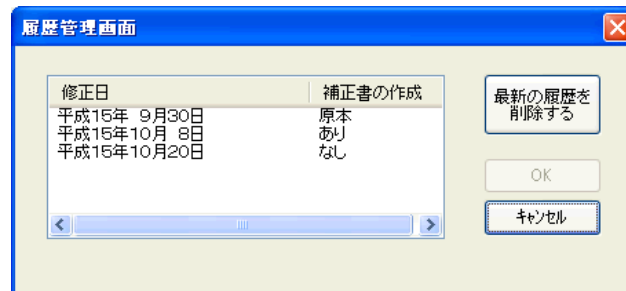 履歴管理画面
修正日 補正書の作成
平成15年 9月30日 原本
平成15年10月 8日 あり
平成15年10月20日 なし
最新の履歴を
削除する
OK
キャンセル